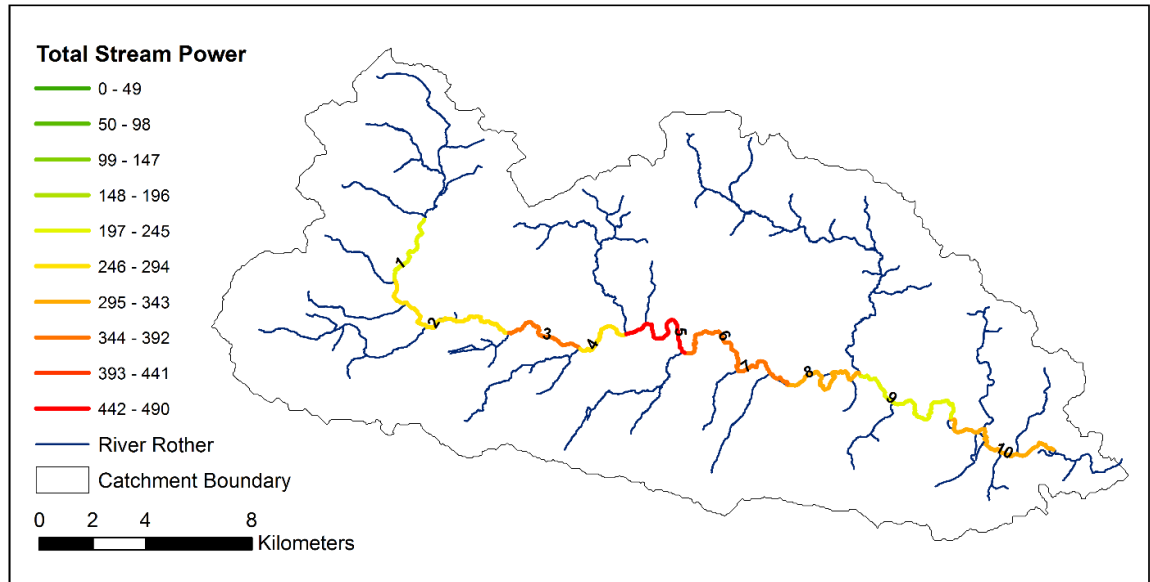 Total Stream Power
0 - 49
50 - 98
99 - 147
148 - 196
197 - 245
246 - 294
295 - 343
344 - 392
393 - 441
442 - 490
River Rother
Catchment Boundary
0 2 4 8
Kilometers
1
2
3
4
5
6
7
8
9
10